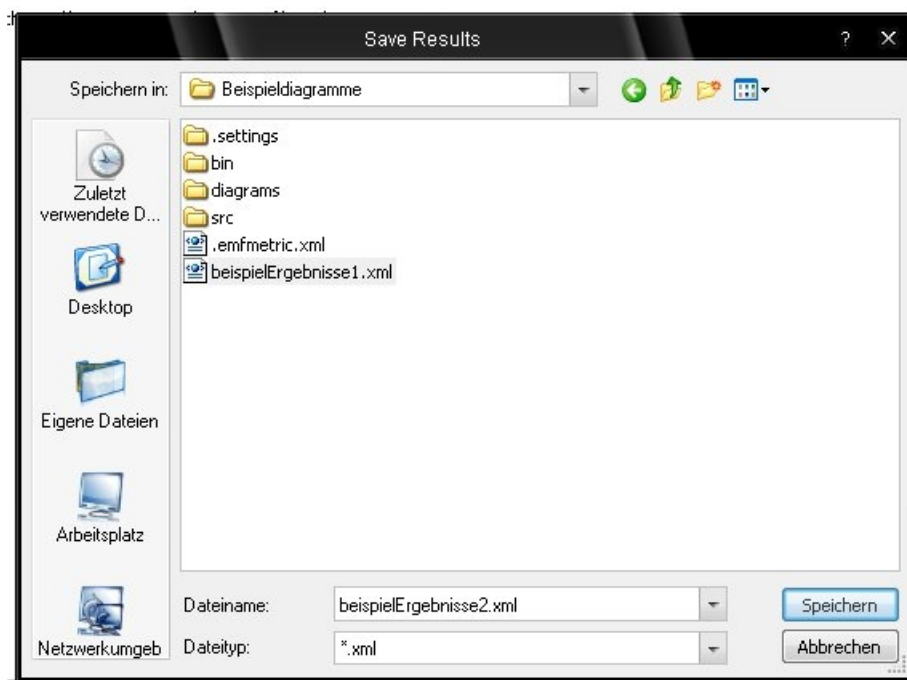 Save Results
Speichern in:
Beispieldiagramme
.settings
bin
diagrams
src
.emfmetric.xml
beispielErgebnisse1.xml
Zuletzt
verwendete D...
Desktop
Eigene Dateien
Arbeitsplatz
Netzwerkumgeb
Dateiname:
beispielErgebnisse2.xml
Speichern
Dateityp:
*.xml
Abbrechen